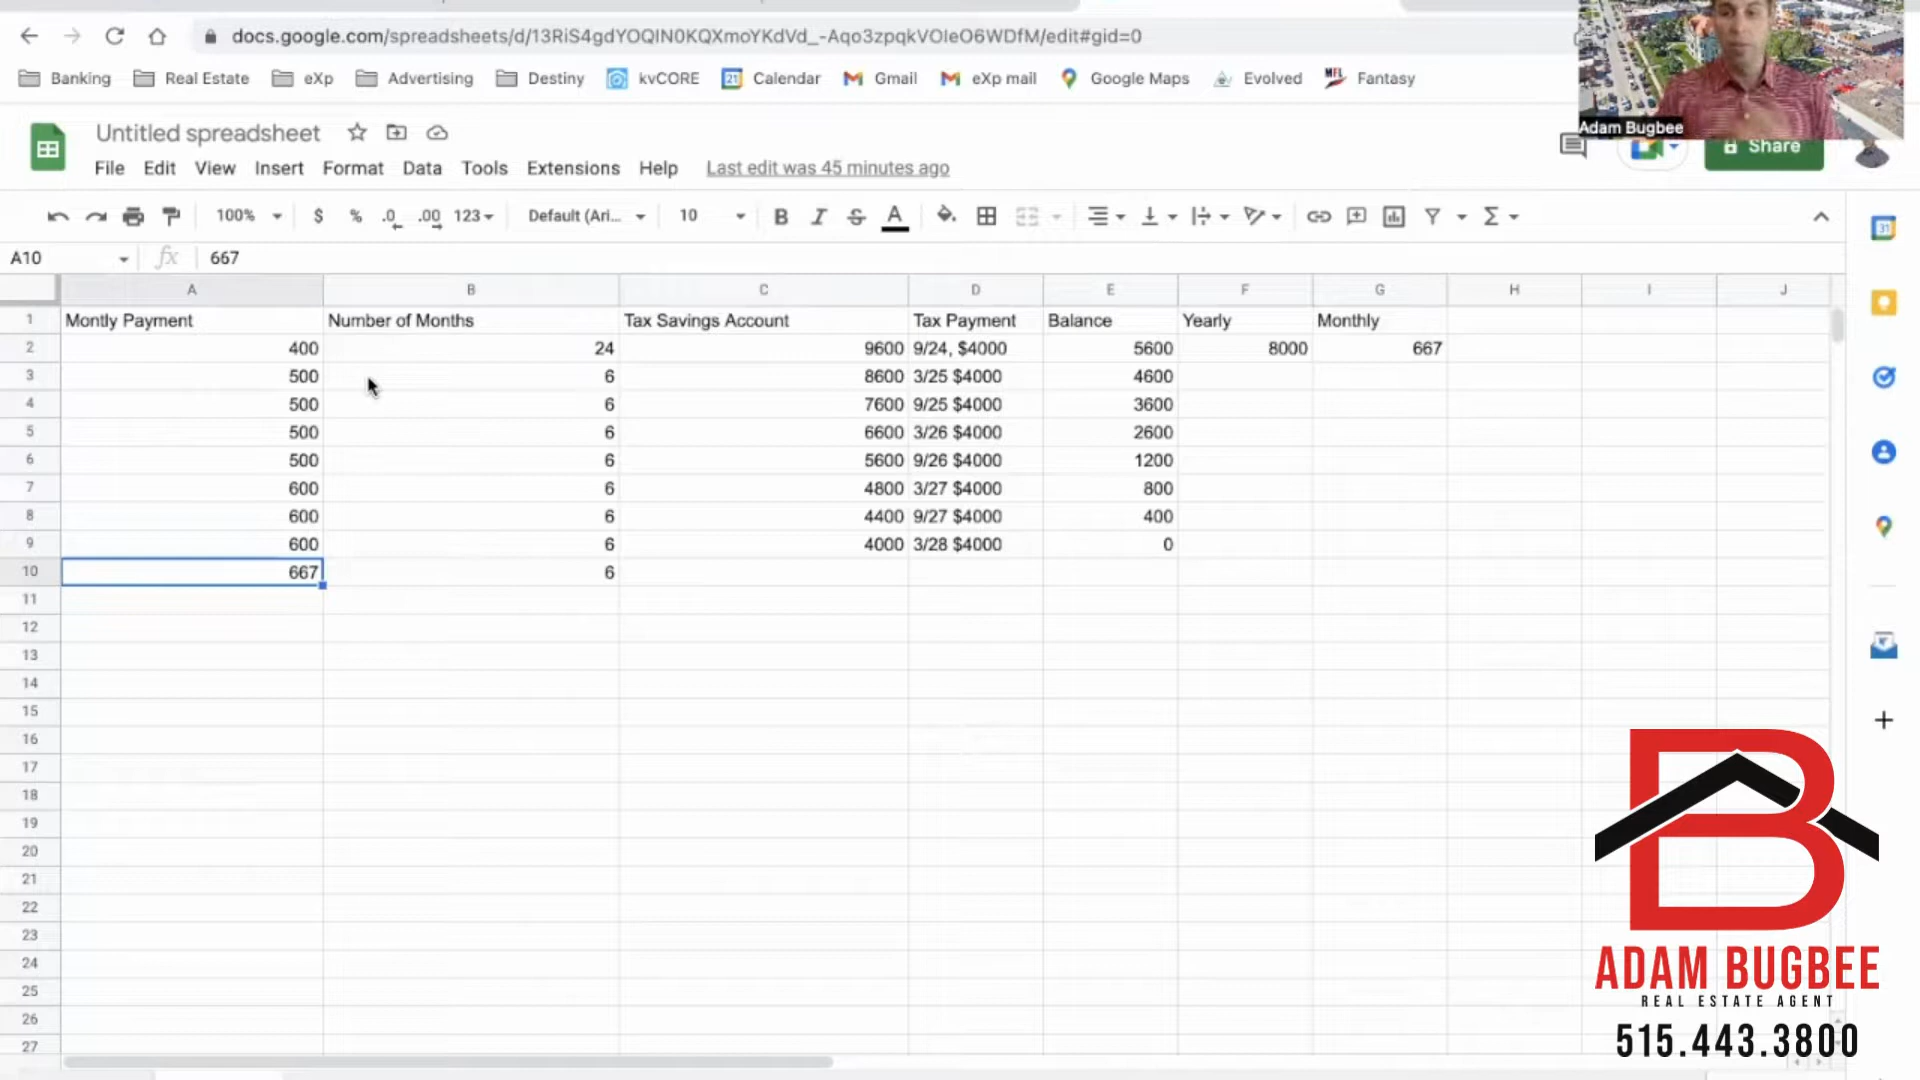 docs.google.com/spreadsheets/d/13RiS4gdYOQIN0KQXmoYKdVd_-Aqo3zpqkVOIeO6WDfM/edit#gid=0
Banking Real Estate eXp Advertising Destiny kvCORE Calendar Gmail eXp mail Google Maps Evolved Fantasy
Adam Bugbee
Untitled spreadsheet
Share
File Edit View Insert Format Data Tools Extensions Help Last edit was 45 minutes ago
100% $ % .0 .00 123 Default (Ari... 10 B I S A
A10 fx 667
A B C D E F G H I J
1 Montly Payment Number of Months Tax Savings Account Tax Payment Balance Yearly Monthly
2 400 24 9600 9/24, $4000 5600 8000 667
3 500 6 8600 3/25 $4000 4600
4 500 6 7600 9/25 $4000 3600
5 500 6 6600 3/26 $4000 2600
6 500 6 5600 9/26 $4000 1200
7 600 6 4800 3/27 $4000 800
8 600 6 4400 9/27 $4000 400
9 600 6 4000 3/28 $4000 0
10 667 6
11
12
13
14
15
16
17
18
19
20
21
22
23
24
25
26
27
B
ADAM BUGBEE
REAL ESTATE AGENT
515.443.3800